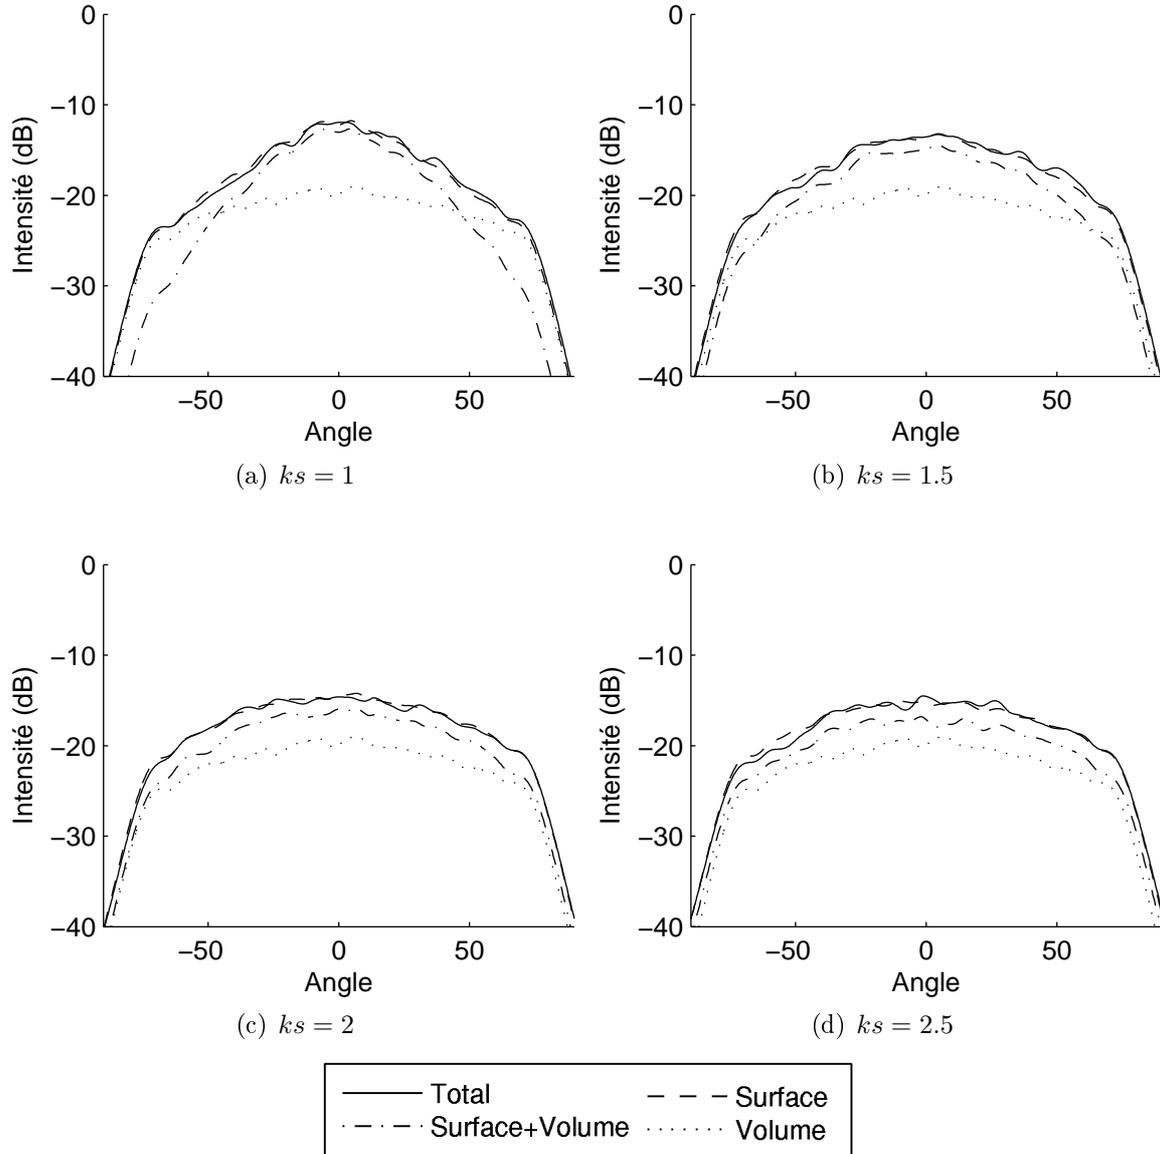 0
−10
−20
−30
−40
Intensité (dB)
−50 0 50
Angle
(a) ks = 1
0
−10
−20
−30
−40
Intensité (dB)
−50 0 50
Angle
(b) ks = 1.5
0
−10
−20
−30
−40
Intensité (dB)
−50 0 50
Angle
(c) ks = 2
0
−10
−20
−30
−40
Intensité (dB)
−50 0 50
Angle
(d) ks = 2.5
Total Surface
Surface+Volume Volume